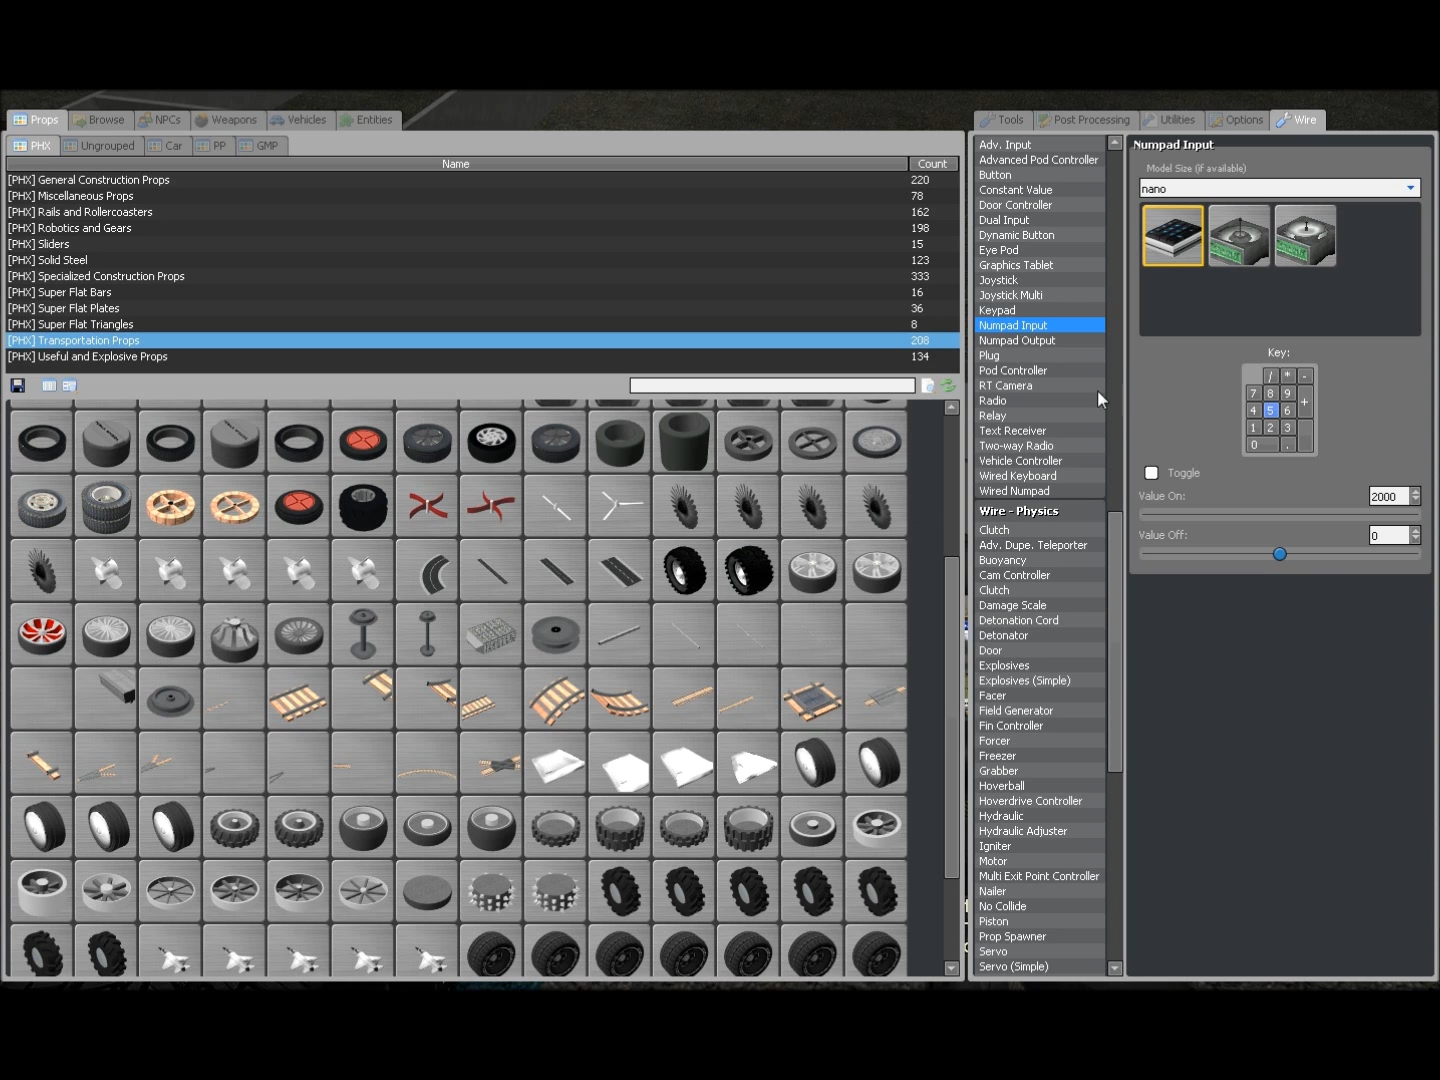 Props Browse NPCs Weapons Vehicles Entities
PHX Ungrouped Car PP GMP
Name Count
[PHX] General Construction Props 220
[PHX] Miscellaneous Props 78
[PHX] Rails and Rollercoasters 162
[PHX] Robotics and Gears 198
[PHX] Sliders 15
[PHX] Solid Steel 123
[PHX] Specialized Construction Props 333
[PHX] Super Flat Bars 16
[PHX] Super Flat Plates 36
[PHX] Super Flat Triangles 8
[PHX] Transportation Props 208
[PHX] Useful and Explosive Props 134
Tools Post Processing Utilities Options Wire
Adv. Input
Advanced Pod Controller
Button
Constant Value
Door Controller
Dual Input
Dynamic Button
Eye Pod
Graphics Tablet
Joystick
Joystick Multi
Keypad
Numpad Input
Numpad Output
Plug
Pod Controller
RT Camera
Radio
Relay
Text Receiver
Two-way Radio
Vehicle Controller
Wired Keyboard
Wired Numpad
Wire - Physics
Clutch
Adv. Dupe. Teleporter
Buoyancy
Cam Controller
Clutch
Damage Scale
Detonation Cord
Detonator
Door
Explosives
Explosives (Simple)
Facer
Field Generator
Fin Controller
Forcer
Freezer
Grabber
Hoverball
Hoverdrive Controller
Hydraulic
Hydraulic Adjuster
Igniter
Motor
Multi Exit Point Controller
Nailer
No Collide
Piston
Prop Spawner
Servo
Servo (Simple)
Numpad Input
Model Size (if available)
nano
Key:
/ * -
7 8 9
4 5 6 +
1 2 3
0 .
Toggle
Value On: 2000
Value Off: 0